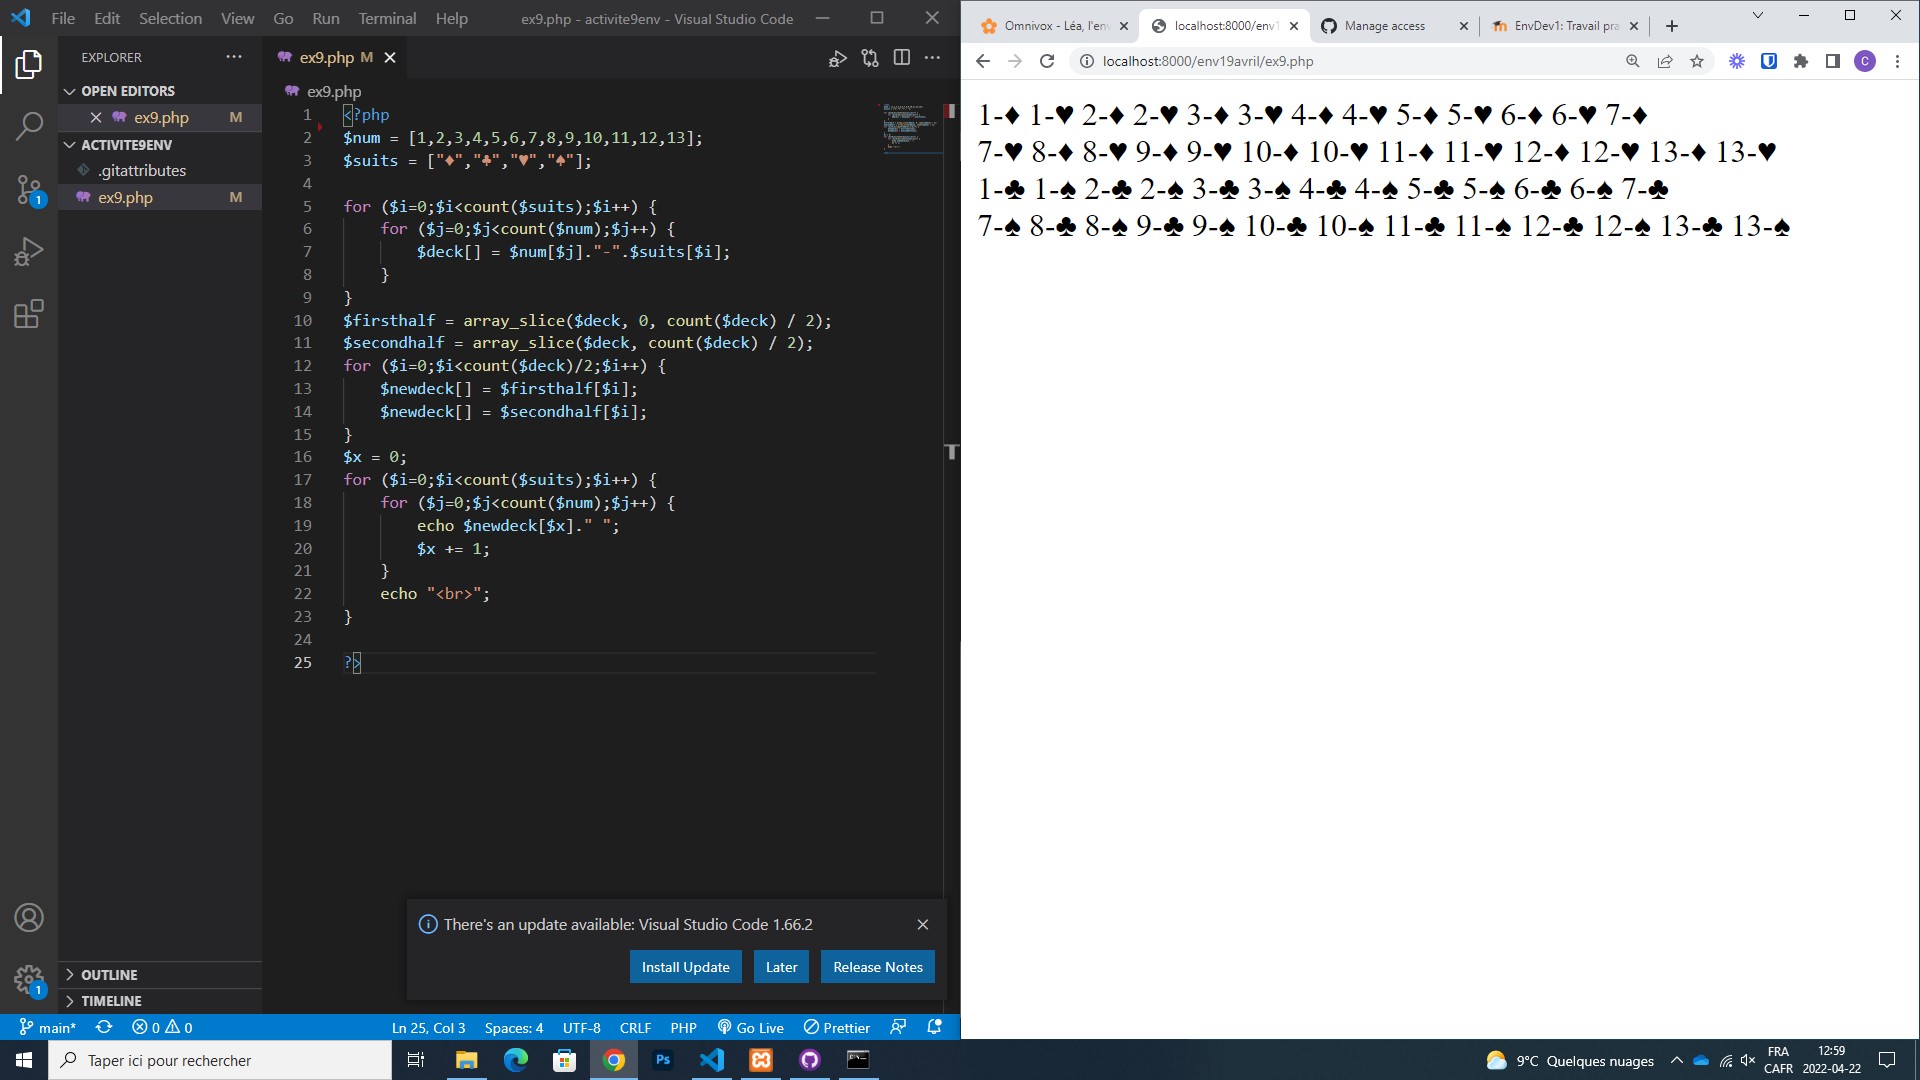 File Edit Selection View Go Run Terminal Help
ex9.php - activite9env - Visual Studio Code
EXPLORER
OPEN EDITORS
ex9.php M
ACTIVITE9ENV
.gitattributes
ex9.php M
OUTLINE
TIMELINE
ex9.php M
ex9.php
1 <?php
2 $num = [1,2,3,4,5,6,7,8,9,10,11,12,13];
3 $suits = ["♦","♣","♥","♠"];
4
5 for ($i=0;$i<count($suits);$i++) {
6 for ($j=0;$j<count($num);$j++) {
7 $deck[] = $num[$j]."-".$suits[$i];
8 }
9 }
10 $firsthalf = array_slice($deck, 0, count($deck) / 2);
11 $secondhalf = array_slice($deck, count($deck) / 2);
12 for ($i=0;$i<count($deck)/2;$i++) {
13 $newdeck[] = $firsthalf[$i];
14 $newdeck[] = $secondhalf[$i];
15 }
16 $x = 0;
17 for ($i=0;$i<count($suits);$i++) {
18 for ($j=0;$j<count($num);$j++) {
19 echo $newdeck[$x]." ";
20 $x += 1;
21 }
22 echo "<br>";
23 }
24
25 ?>
There's an update available: Visual Studio Code 1.66.2
Install Update Later Release Notes
1
1
main* 0 0 Ln 25, Col 3 Spaces: 4 UTF-8 CRLF PHP Go Live Prettier
Omnivox - Léa, l'env
localhost:8000/env1
Manage access
EnvDev1: Travail pra
localhost:8000/env19avril/ex9.php
C
1-♦ 1-♥ 2-♦ 2-♥ 3-♦ 3-♥ 4-♦ 4-♥ 5-♦ 5-♥ 6-♦ 6-♥ 7-♦
7-♥ 8-♦ 8-♥ 9-♦ 9-♥ 10-♦ 10-♥ 11-♦ 11-♥ 12-♦ 12-♥ 13-♦ 13-♥
1-♣ 1-♠ 2-♣ 2-♠ 3-♣ 3-♠ 4-♣ 4-♠ 5-♣ 5-♠ 6-♣ 6-♠ 7-♣
7-♠ 8-♣ 8-♠ 9-♣ 9-♠ 10-♣ 10-♠ 11-♣ 11-♠ 12-♣ 12-♠ 13-♣ 13-♠
Taper ici pour rechercher
Ps
9°C Quelques nuages
FRA
CAFR
12:59
2022-04-22